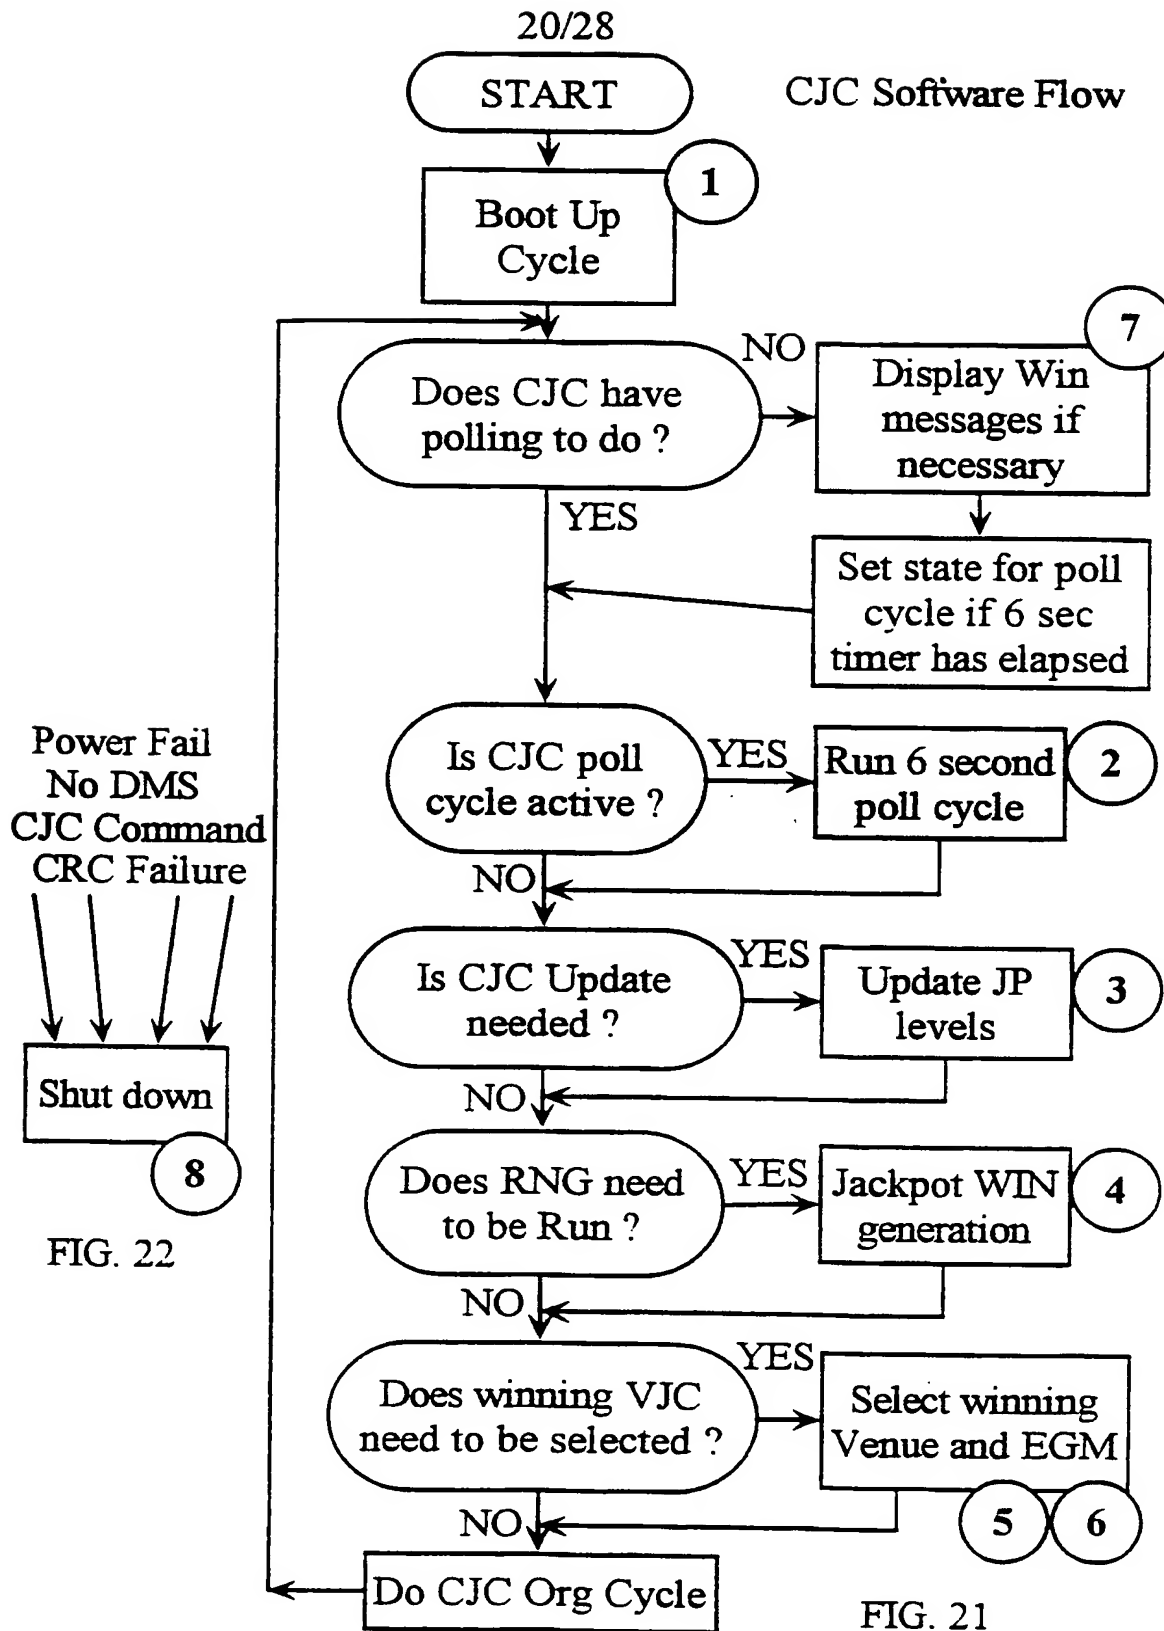 20/28
START
CJC Software Flow
1
Boot Up
Cycle
7
NO
Does CJC have
polling to do ?
Display Win
messages if
necessary
YES
Set state for poll
cycle if 6 sec
timer has elapsed
Is CJC poll
cycle active ?
YES
Run 6 second
poll cycle
2
NO
Is CJC Update
needed ?
YES
Update JP
levels
3
NO
Does RNG need
to be Run ?
YES
Jackpot WIN
generation
4
NO
Does winning VJC
need to be selected ?
YES
Select winning
Venue and EGM
5
6
NO
Do CJC Org Cycle
FIG. 21
Power Fail
No DMS
CJC Command
CRC Failure
Shut down
8
FIG. 22